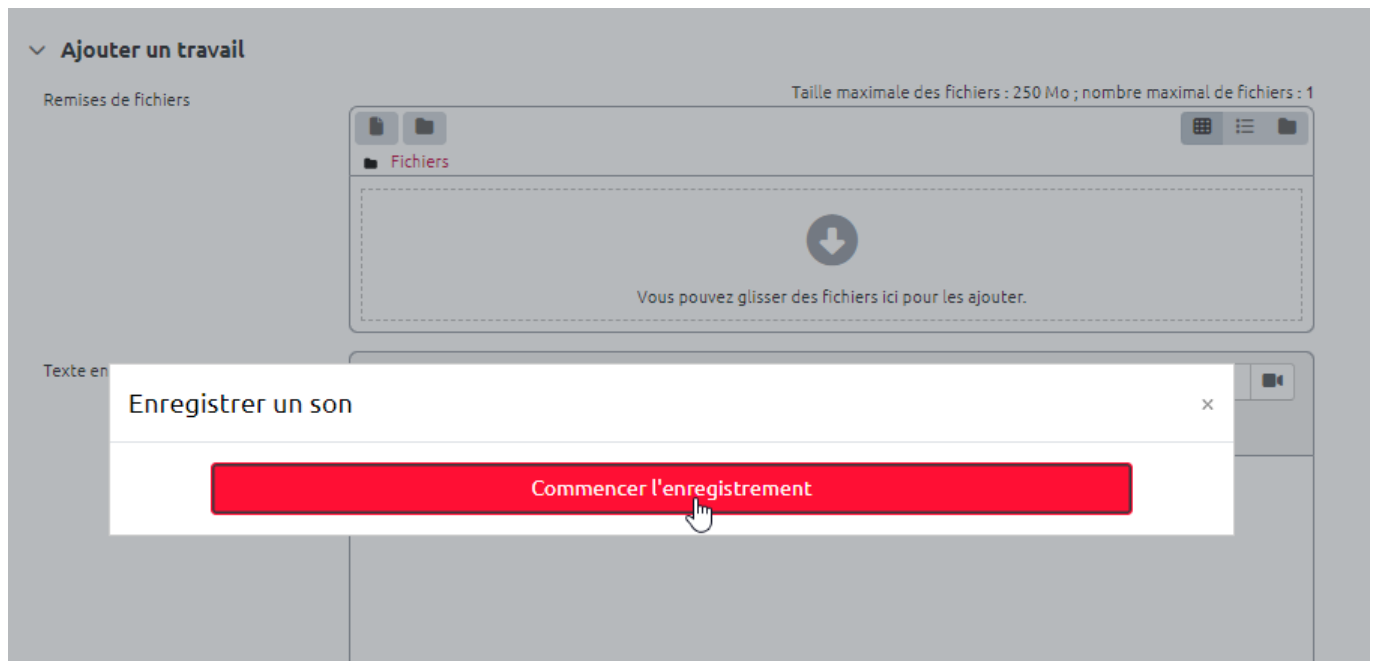 Ajouter un travail
Remises de fichiers
Taille maximale des fichiers : 250 Mo ; nombre maximal de fichiers : 1
Fichiers
Vous pouvez glisser des fichiers ici pour les ajouter.
Texte en
Enregistrer un son
×
Commencer l'enregistrement